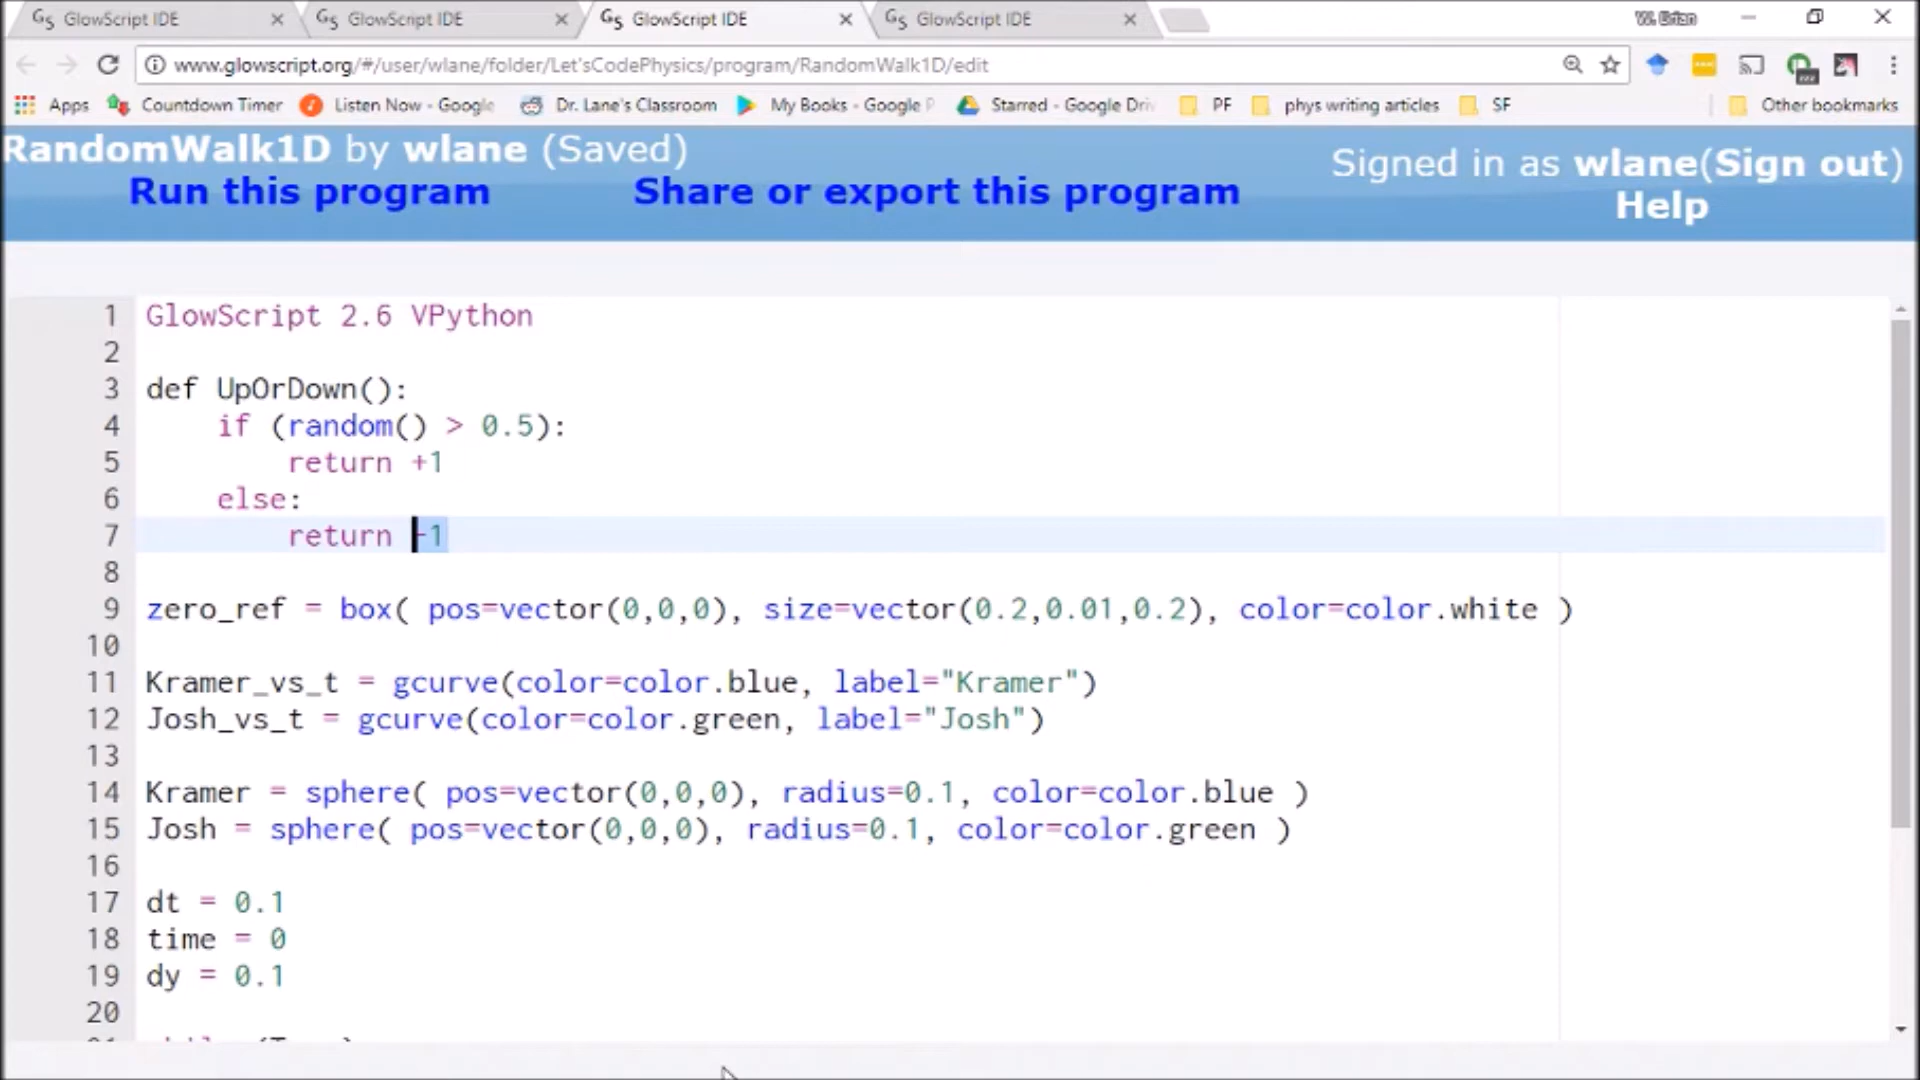 GlowScript IDE GlowScript IDE GlowScript IDE GlowScript IDE
www.glowscript.org/#/user/wlane/folder/Let'sCodePhysics/program/RandomWalk1D/edit
Apps Countdown Timer Listen Now - Google Dr. Lane's Classroom My Books - Google P Starred - Google Driv PF phys writing articles SF Other bookmarks
RandomWalk1D by wlane (Saved)
Signed in as wlane(Sign out)
Run this program Share or export this program Help
1 GlowScript 2.6 VPython
2
3 def UpOrDown():
4 if (random() > 0.5):
5 return +1
6 else:
7 return -1
8
9 zero_ref = box( pos=vector(0,0,0), size=vector(0.2,0.01,0.2), color=color.white )
10
11 Kramer_vs_t = gcurve(color=color.blue, label="Kramer")
12 Josh_vs_t = gcurve(color=color.green, label="Josh")
13
14 Kramer = sphere( pos=vector(0,0,0), radius=0.1, color=color.blue )
15 Josh = sphere( pos=vector(0,0,0), radius=0.1, color=color.green )
16
17 dt = 0.1
18 time = 0
19 dy = 0.1
20